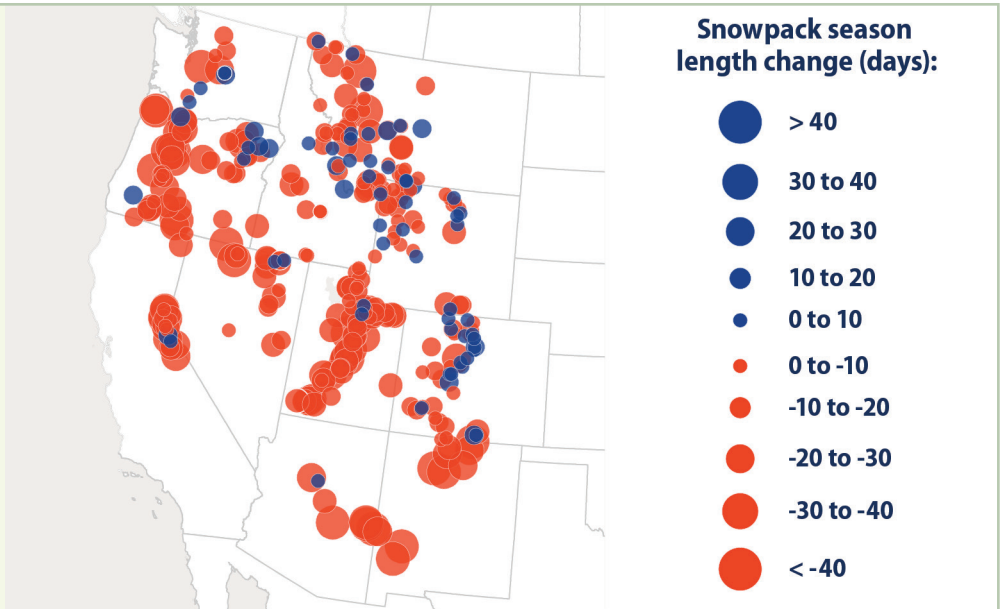 Snowpack season
length change (days):
> 40
30 to 40
20 to 30
10 to 20
0 to 10
0 to -10
-10 to -20
-20 to -30
-30 to -40
< -40